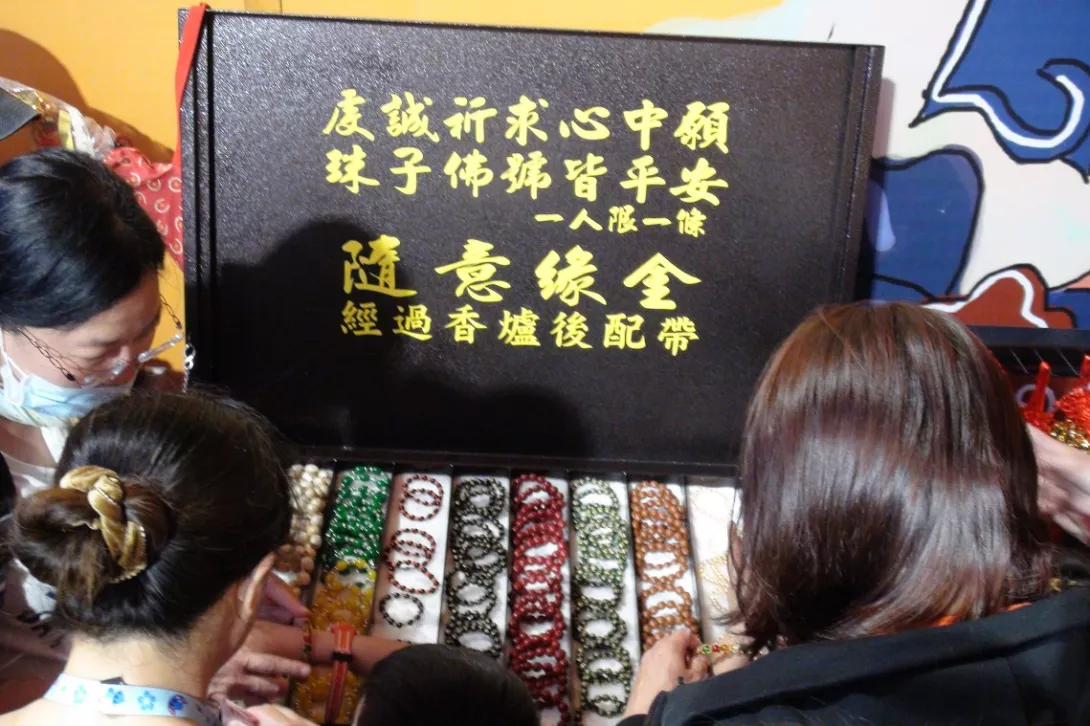 虔誠祈求心中願
珠子佛號皆平安
一人限一條
隨意緣金
經過香爐後配帶